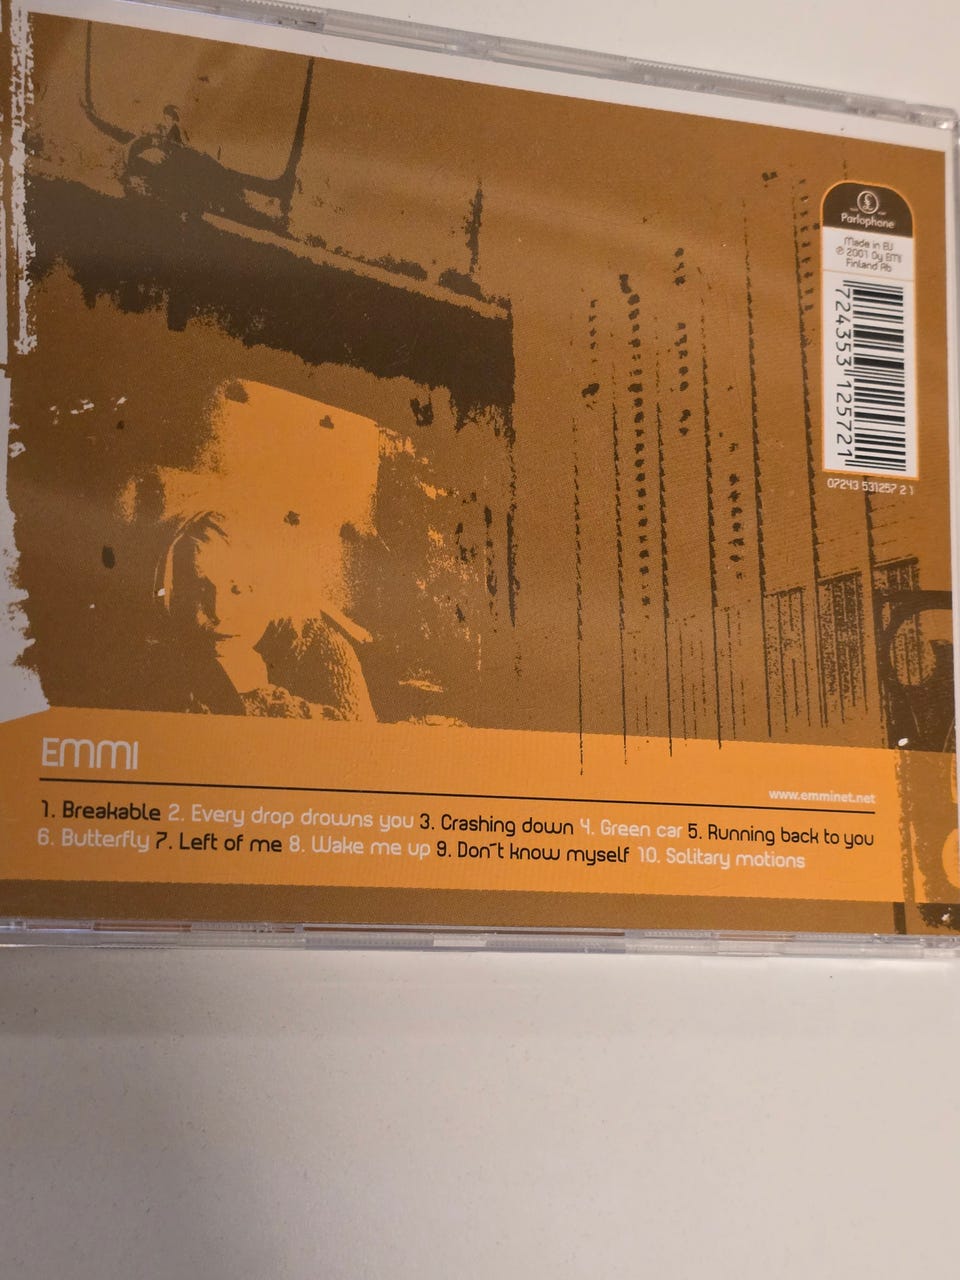 Parlophone
Made in EU
℗ 2001 Oy EMI
Finland Ab
724353 125721
07243 531257 2 1
EMMI
www.emminet.net
1. Breakable 2. Every drop drowns you 3. Crashing down 4. Green car 5. Running back to you
6. Butterfly 7. Left of me 8. Wake me up 9. Don´t know myself 10. Solitary motions